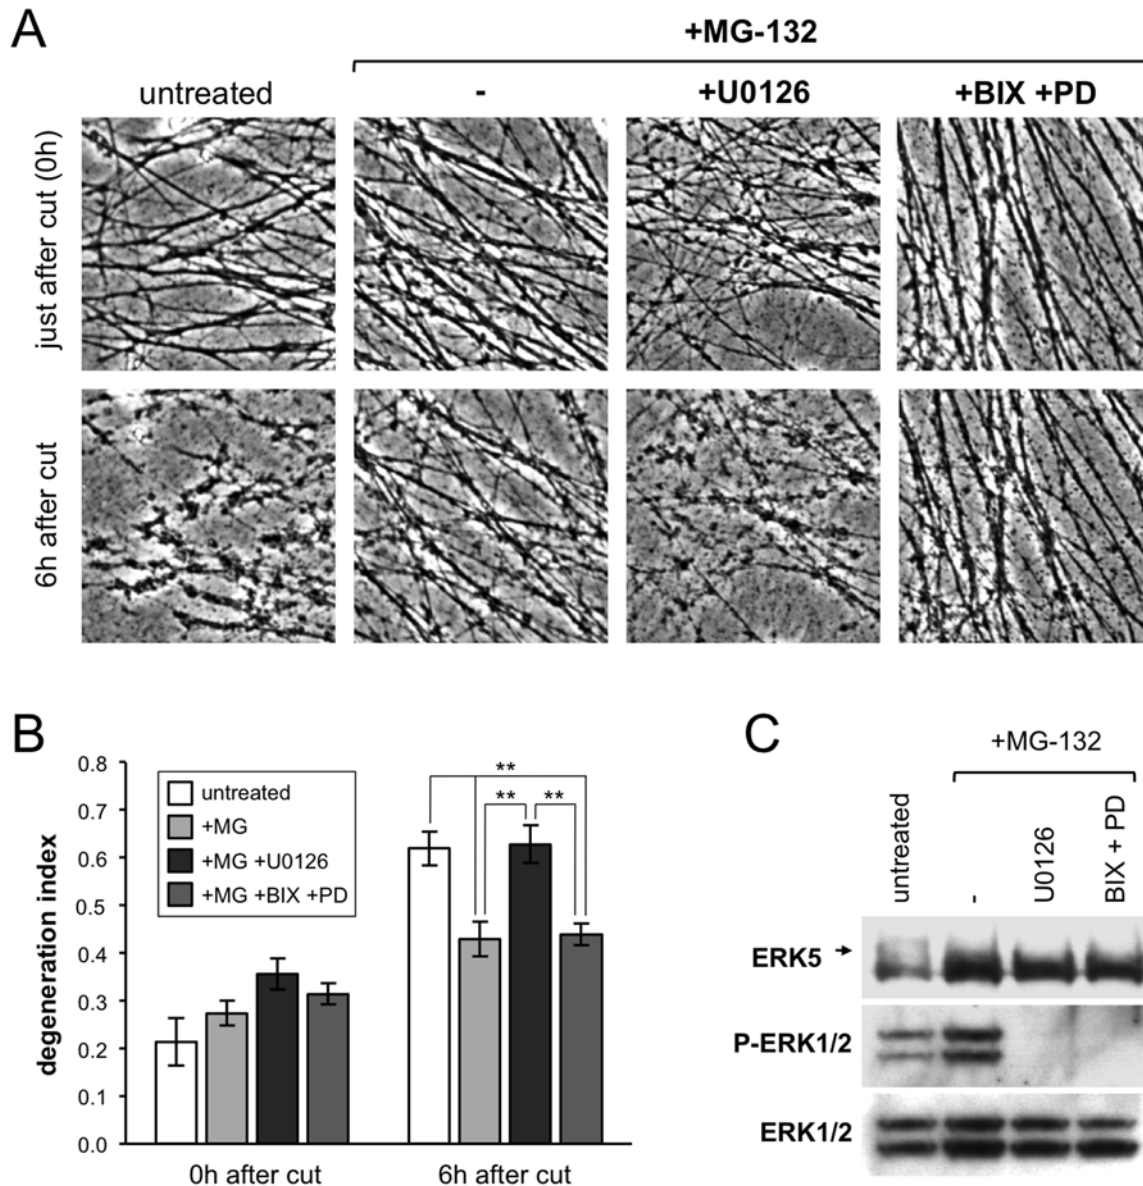 A
+MG-132
untreated
-
+U0126
+BIX +PD
just after cut (0h)
6h after cut
B
degeneration index
0.8
0.7
0.6
0.5
0.4
0.3
0.2
0.1
0.0
untreated
+MG
+MG +U0126
+MG +BIX +PD
**
** **
0h after cut
6h after cut
C
+MG-132
untreated
-
U0126
BIX + PD
ERK5
P-ERK1/2
ERK1/2